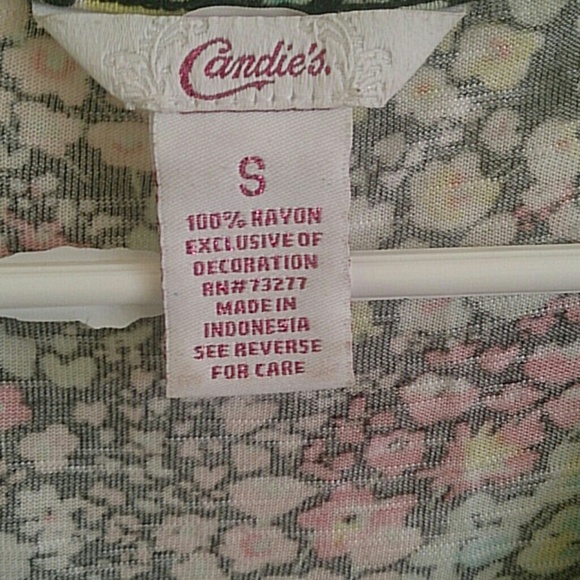 Candie's.
S
100% RAYON
EXCLUSIVE OF
DECORATION
RN# 73277
MADE IN
INDONESIA
SEE REVERSE
FOR CARE